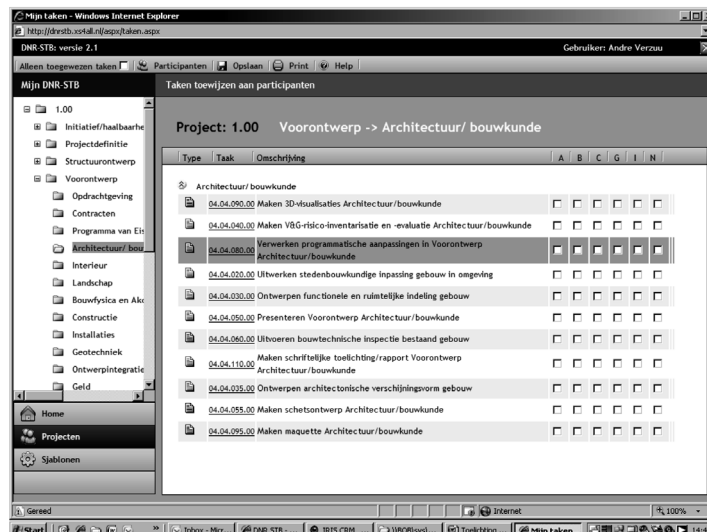 Mijn taken - Windows Internet Explorer
http://dnrstb.xs4all.nl/aspx/taken.aspx
DNR-STB: versie 2.1 Gebruiker: Andre Verzuu
Alleen toegewezen taken Participanten Opslaan Print Help
Mijn DNR-STB Taken toewijzen aan participanten
1.00
Initiatief/haalbaarhe
Projectdefinitie
Structuurontwerp
Voorontwerp
Opdrachtgeving
Contracten
Programma van Eis
Architectuur/ bou
Interieur
Landschap
Bouwfysica en Ako
Constructie
Installaties
Geotechniek
Ontwerpintegratie
Geld
Home
Projecten
Sjablonen
Project: 1.00 Voorontwerp -> Architectuur/ bouwkunde
Type Taak Omschrijving A B C G I N
Architectuur/bouwkunde
04.04.090.00 Maken 3D-visualisaties Architectuur/bouwkunde
04.04.040.00 Maken V&G-risico-inventarisatie en -evaluatie Architectuur/bouwkunde
04.04.080.00 Verwerken programmatische aanpassingen in Voorontwerp
Architectuur/bouwkunde
04.04.020.00 Uitwerken stedenbouwkundige inpassing gebouw in omgeving
04.04.030.00 Ontwerpen functionele en ruimtelijke indeling gebouw
04.04.050.00 Presenteren Voorontwerp Architectuur/bouwkunde
04.04.060.00 Uitvoeren bouwtechnische inspectie bestaand gebouw
04.04.110.00 Maken schriftelijke toelichting/rapport Voorontwerp
Architectuur/bouwkunde
04.04.035.00 Ontwerpen architectonische verschijningsvorm gebouw
04.04.055.00 Maken schetsontwerp Architectuur/bouwkunde
04.04.095.00 Maken maquette Architectuur/bouwkunde
Gereed Internet 100%
Start Inbox - Micr... DNR STB - ... IRIS CRM \\BOB\sys\... Toelichting Mijn taken